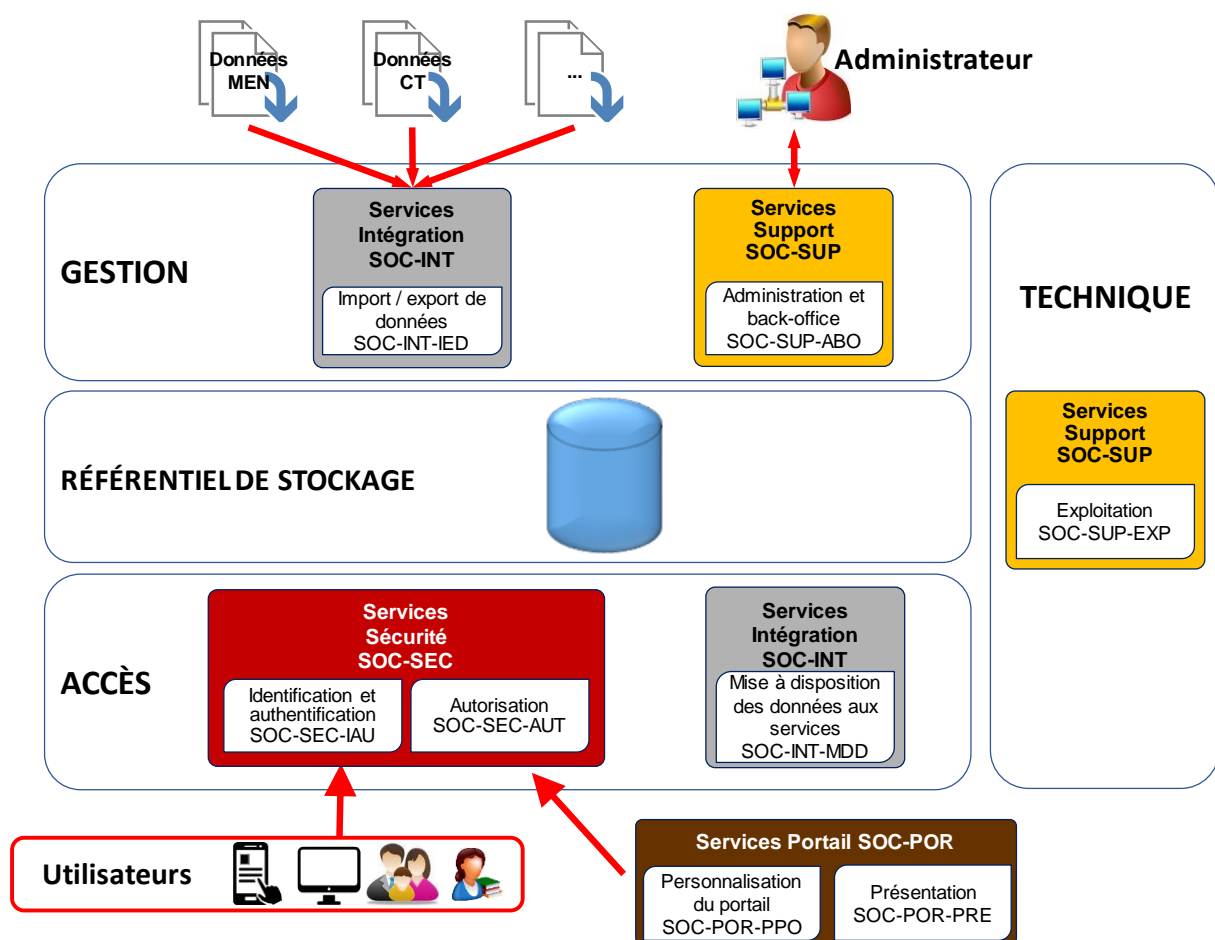 Données
MEN
Données
CT
...
Administrateur
GESTION
Services
Intégration
SOC-INT
Import / export de
données
SOC-INT-IED
Services
Support
SOC-SUP
Administration et
back-office
SOC-SUP-ABO
TECHNIQUE
Services
Support
SOC-SUP
Exploitation
SOC-SUP-EXP
RÉFÉRENTIEL DE STOCKAGE
ACCÈS
Services
Sécurité
SOC-SEC
Identification et
authentification
SOC-SEC-IAU
Autorisation
SOC-SEC-AUT
Services
Intégration
SOC-INT
Mise à disposition
des données aux
services
SOC-INT-MDD
Utilisateurs
Services Portail SOC-POR
Personnalisation
du portail
SOC-POR-PPO
Présentation
SOC-POR-PRE